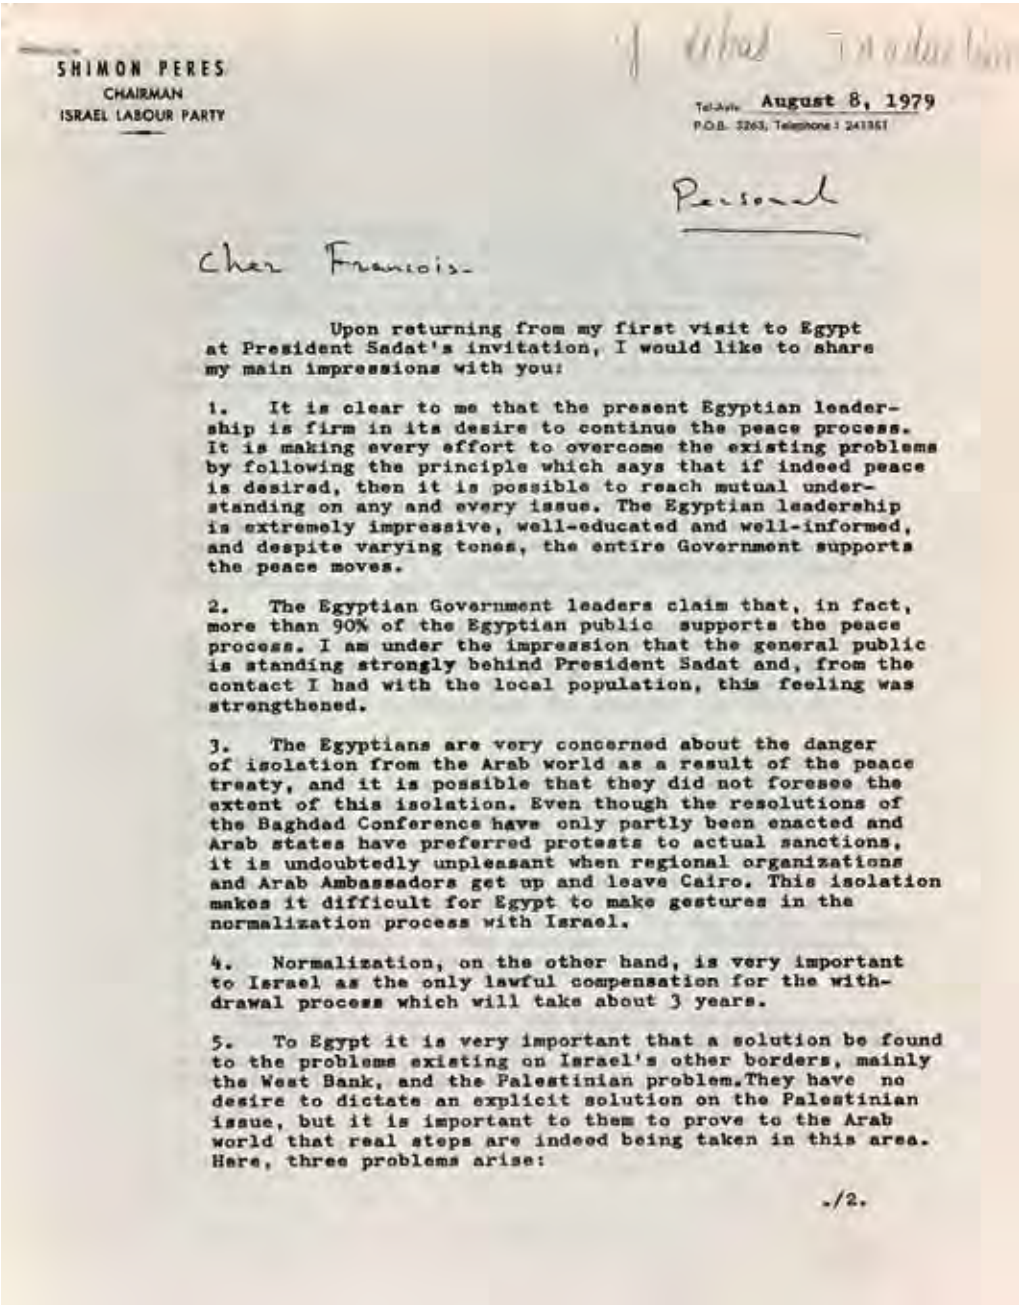 SHIMON PERES
CHAIRMAN
ISRAEL LABOUR PARTY
Tel-Aviv, August 8, 1979
P.O.B. 3263, Telephone : 241361
Personal
Cher Francois-
Upon returning from my first visit to Egypt
at President Sadat's invitation, I would like to share
my main impressions with you:
1. It is clear to me that the present Egyptian leader-
ship is firm in its desire to continue the peace process.
It is making every effort to overcome the existing problems
by following the principle which says that if indeed peace
is desired, then it is possible to reach mutual under-
standing on any and every issue. The Egyptian leadership
is extremely impressive, well-educated and well-informed,
and despite varying tones, the entire Government supports
the peace moves.
2. The Egyptian Government leaders claim that, in fact,
more than 90% of the Egyptian public supports the peace
process. I am under the impression that the general public
is standing strongly behind President Sadat and, from the
contact I had with the local population, this feeling was
strengthened.
3. The Egyptians are very concerned about the danger
of isolation from the Arab world as a result of the peace
treaty, and it is possible that they did not foresee the
extent of this isolation. Even though the resolutions of
the Baghdad Conference have only partly been enacted and
Arab states have preferred protests to actual sanctions,
it is undoubtedly unpleasant when regional organizations
and Arab Ambassadors get up and leave Cairo. This isolation
makes it difficult for Egypt to make gestures in the
normalization process with Israel.
4. Normalization, on the other hand, is very important
to Israel as the only lawful compensation for the with-
drawal process which will take about 3 years.
5. To Egypt it is very important that a solution be found
to the problems existing on Israel's other borders, mainly
the West Bank, and the Palestinian problem.They have no
desire to dictate an explicit solution on the Palestinian
issue, but it is important to them to prove to the Arab
world that real steps are indeed being taken in this area.
Here, three problems arise:
./2.